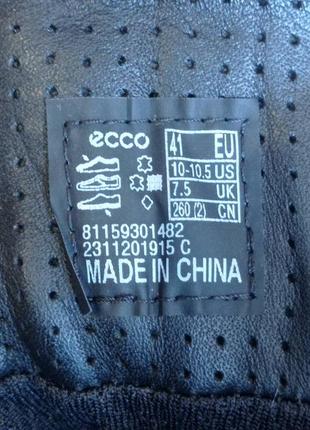 ecco
41 EU
10-10.5 US
7.5 UK
260 (2) CN
81159301482
2311201915 C
MADE IN CHINA